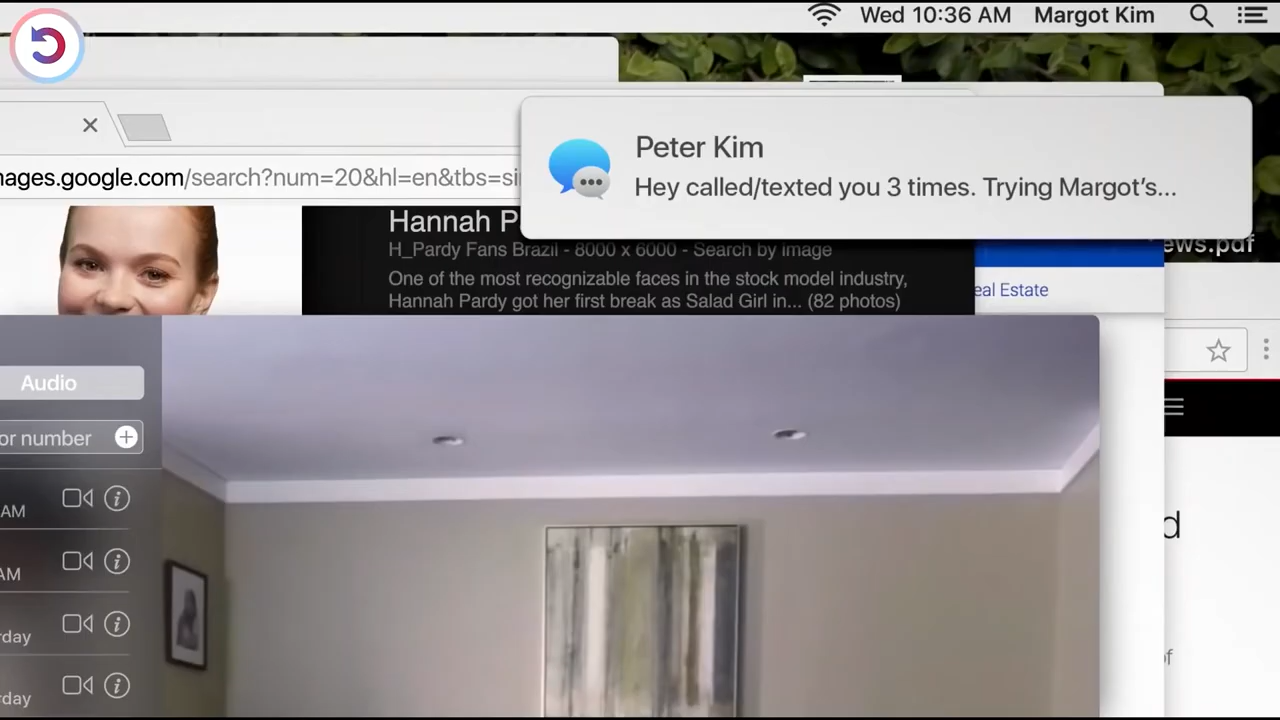 Wed 10:36 AM Margot Kim
Peter Kim
Hey called/texted you 3 times. Trying Margot's...
ages.google.com/search?num=20&hl=en&tbs=si
Hannah P
H_Pardy Fans Brazil - 8000 x 6000 - Search by image
ews.pdf
One of the most recognizable faces in the stock model industry,
Hannah Pardy got her first break as Salad Girl in... (82 photos)
eal Estate
Audio
or number
AM
d
AM
rday
of
rday